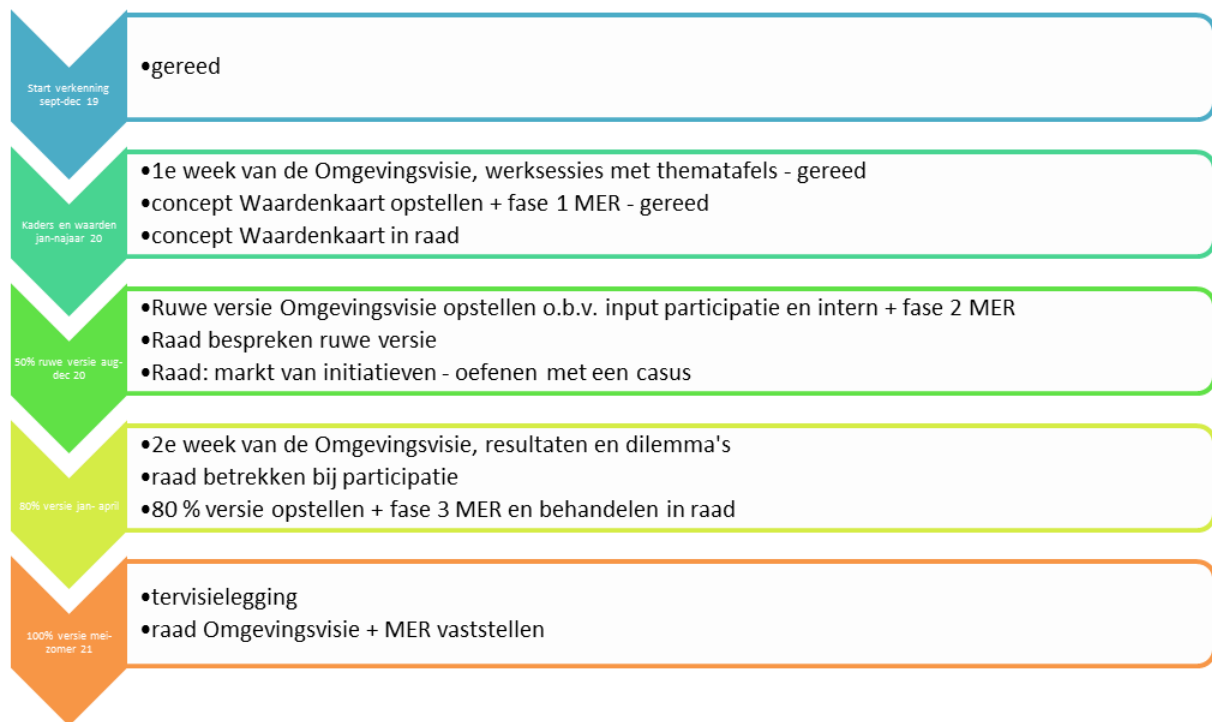 Start verkenning
sept-dec 19
•gereed
Kaders en waarden
jan-najaar 20
•1e week van de Omgevingsvisie, werksessies met thematafels - gereed
•concept Waardenkaart opstellen + fase 1 MER - gereed
•concept Waardenkaart in raad
50% ruwe versie aug-
dec 20
•Ruwe versie Omgevingsvisie opstellen o.b.v. input participatie en intern + fase 2 MER
•Raad bespreken ruwe versie
•Raad: markt van initiatieven - oefenen met een casus
80% versie jan- april
•2e week van de Omgevingsvisie, resultaten en dilemma's
•raad betrekken bij participatie
•80 % versie opstellen + fase 3 MER en behandelen in raad
100% versie mei-
zomer 21
•tervisielegging
•raad Omgevingsvisie + MER vaststellen